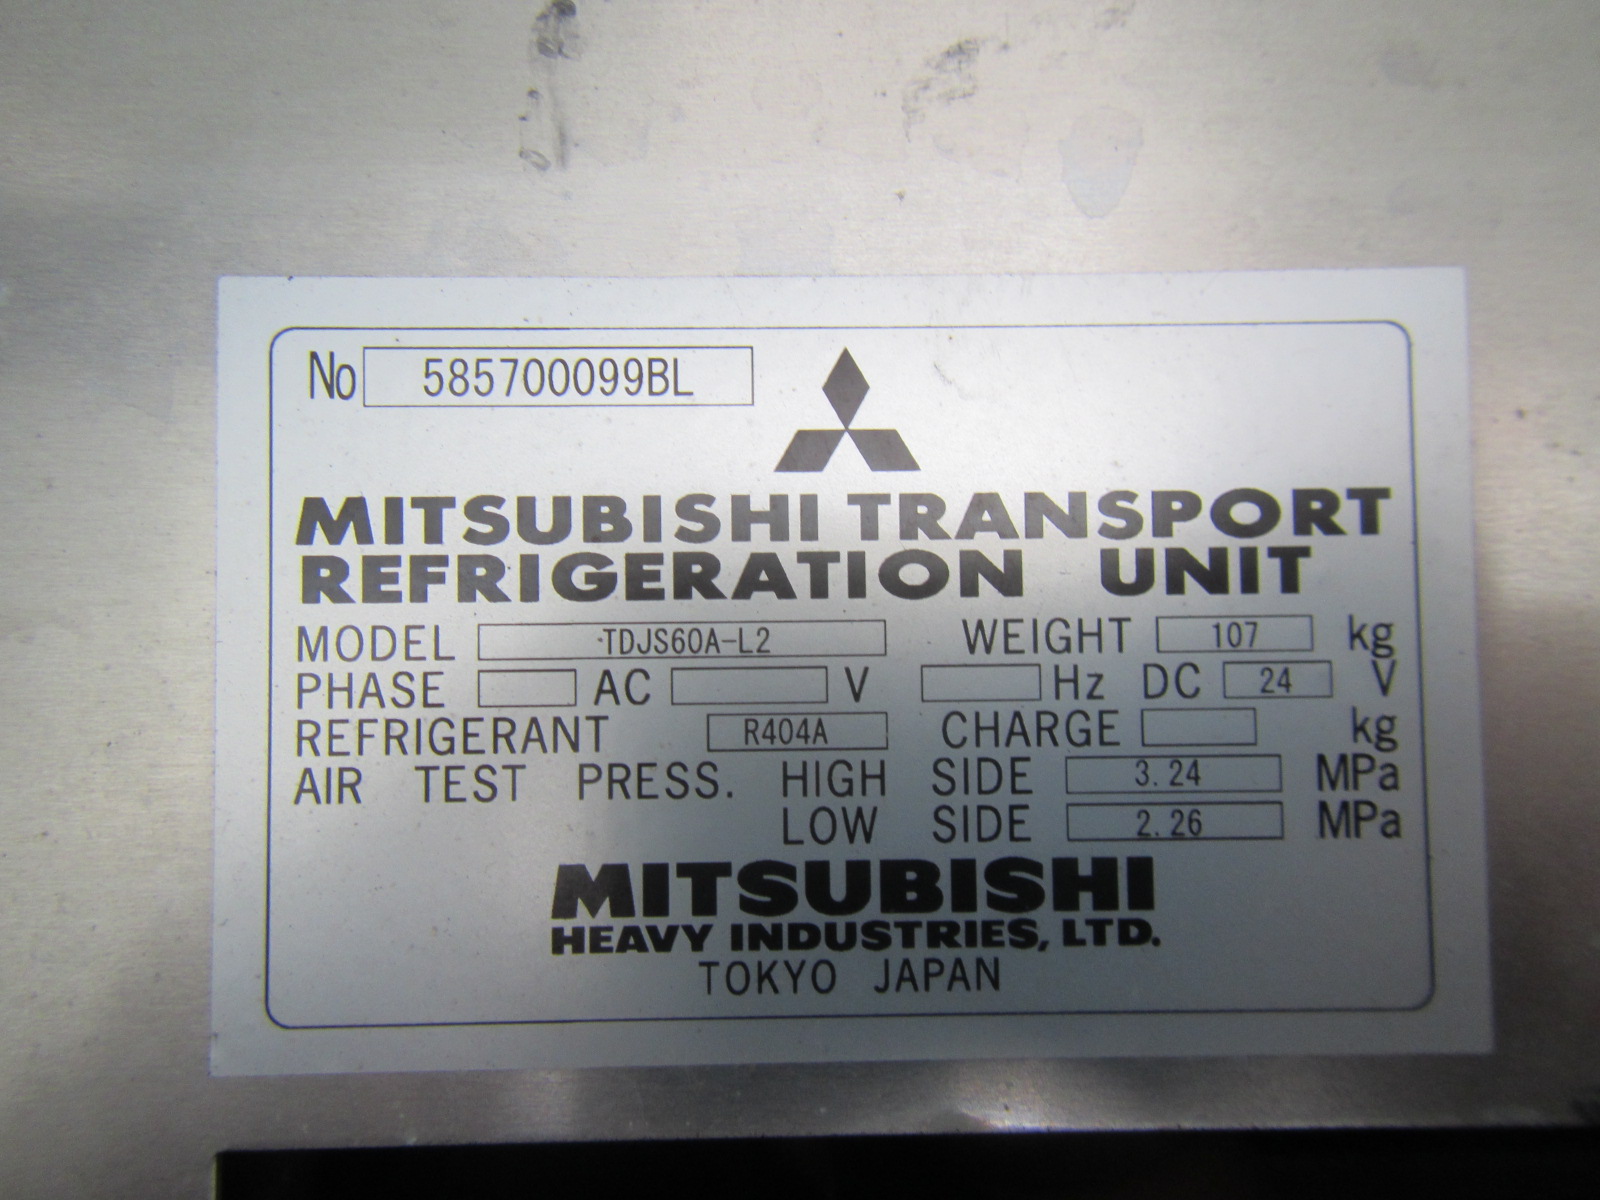 No 585700099BL
MITSUBISHI TRANSPORT
REFRIGERATION UNIT
MODEL TDJS60A-L2 WEIGHT 107 kg
PHASE AC V Hz DC 24 V
REFRIGERANT R404A CHARGE kg
AIR TEST PRESS. HIGH SIDE 3.24 MPa
LOW SIDE 2.26 MPa
MITSUBISHI
HEAVY INDUSTRIES, LTD.
TOKYO JAPAN